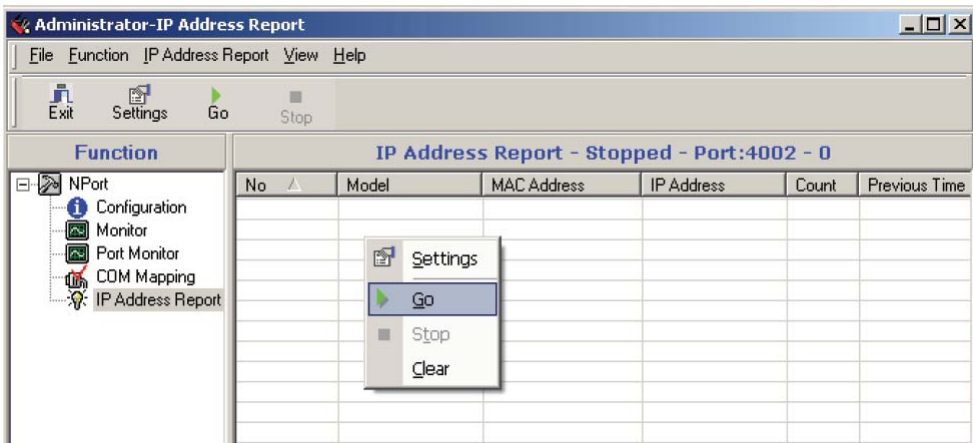 Administrator-IP Address Report
File Function IP Address Report View Help
Exit Settings Go Stop
Function
IP Address Report - Stopped - Port:4002 - 0
No Model MAC Address IP Address Count Previous Time
NPort
Configuration
Monitor
Port Monitor
COM Mapping
IP Address Report
Settings
Go
Stop
Clear